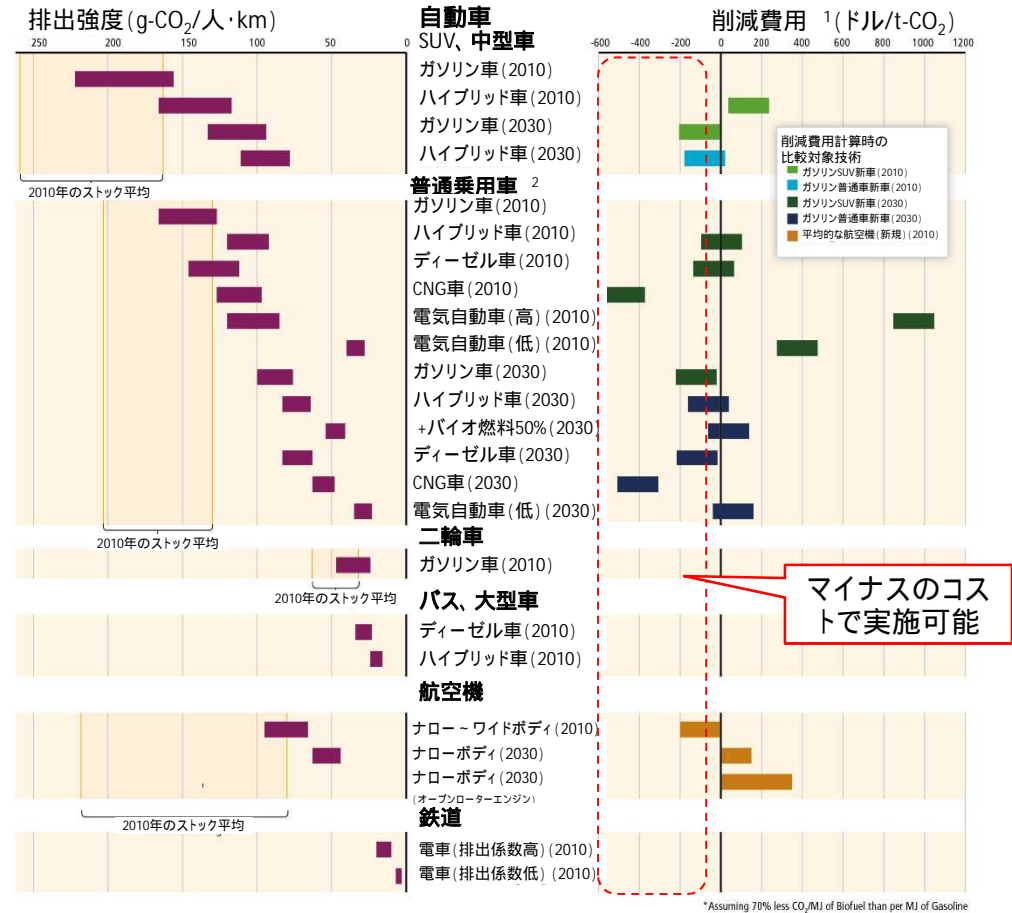 排出強度(g-CO2/人・km)
自動車
削減費用 1(ドル/t-CO2)
250 200 150 100 50 0
SUV、中型車
-600 -400 -200 0 200 400 600 800 1000 1200
ガソリン車(2010)
ハイブリッド車(2010)
ガソリン車(2030)
ハイブリッド車(2030)
2010年のストック平均
削減費用計算時の
比較対象技術
ガソリンSUV新車(2010)
ガソリン普通車新車(2010)
ガソリンSUV新車(2030)
ガソリン普通車新車(2030)
平均的な航空機(新規)(2010)
普通乗用車 2
ガソリン車(2010)
ハイブリッド車(2010)
ディーゼル車(2010)
CNG車(2010)
電気自動車(高)(2010)
電気自動車(低)(2010)
ガソリン車(2030)
ハイブリッド車(2030)
+バイオ燃料50%(2030)
ディーゼル車(2030)
CNG車(2030)
電気自動車(低)(2030)
2010年のストック平均
二輪車
ガソリン車(2010)
2010年のストック平均
マイナスのコス
トで実施可能
バス、大型車
ディーゼル車(2010)
ハイブリッド車(2010)
航空機
ナロー~ワイドボディ(2010)
ナローボディ(2030)
ナローボディ(2030)
(オープンローターエンジン)
2010年のストック平均
鉄道
電車(排出係数高)(2010)
電車(排出係数低)(2010)
*Assuming 70% less CO2/MJ of Biofuel than per MJ of Gasoline